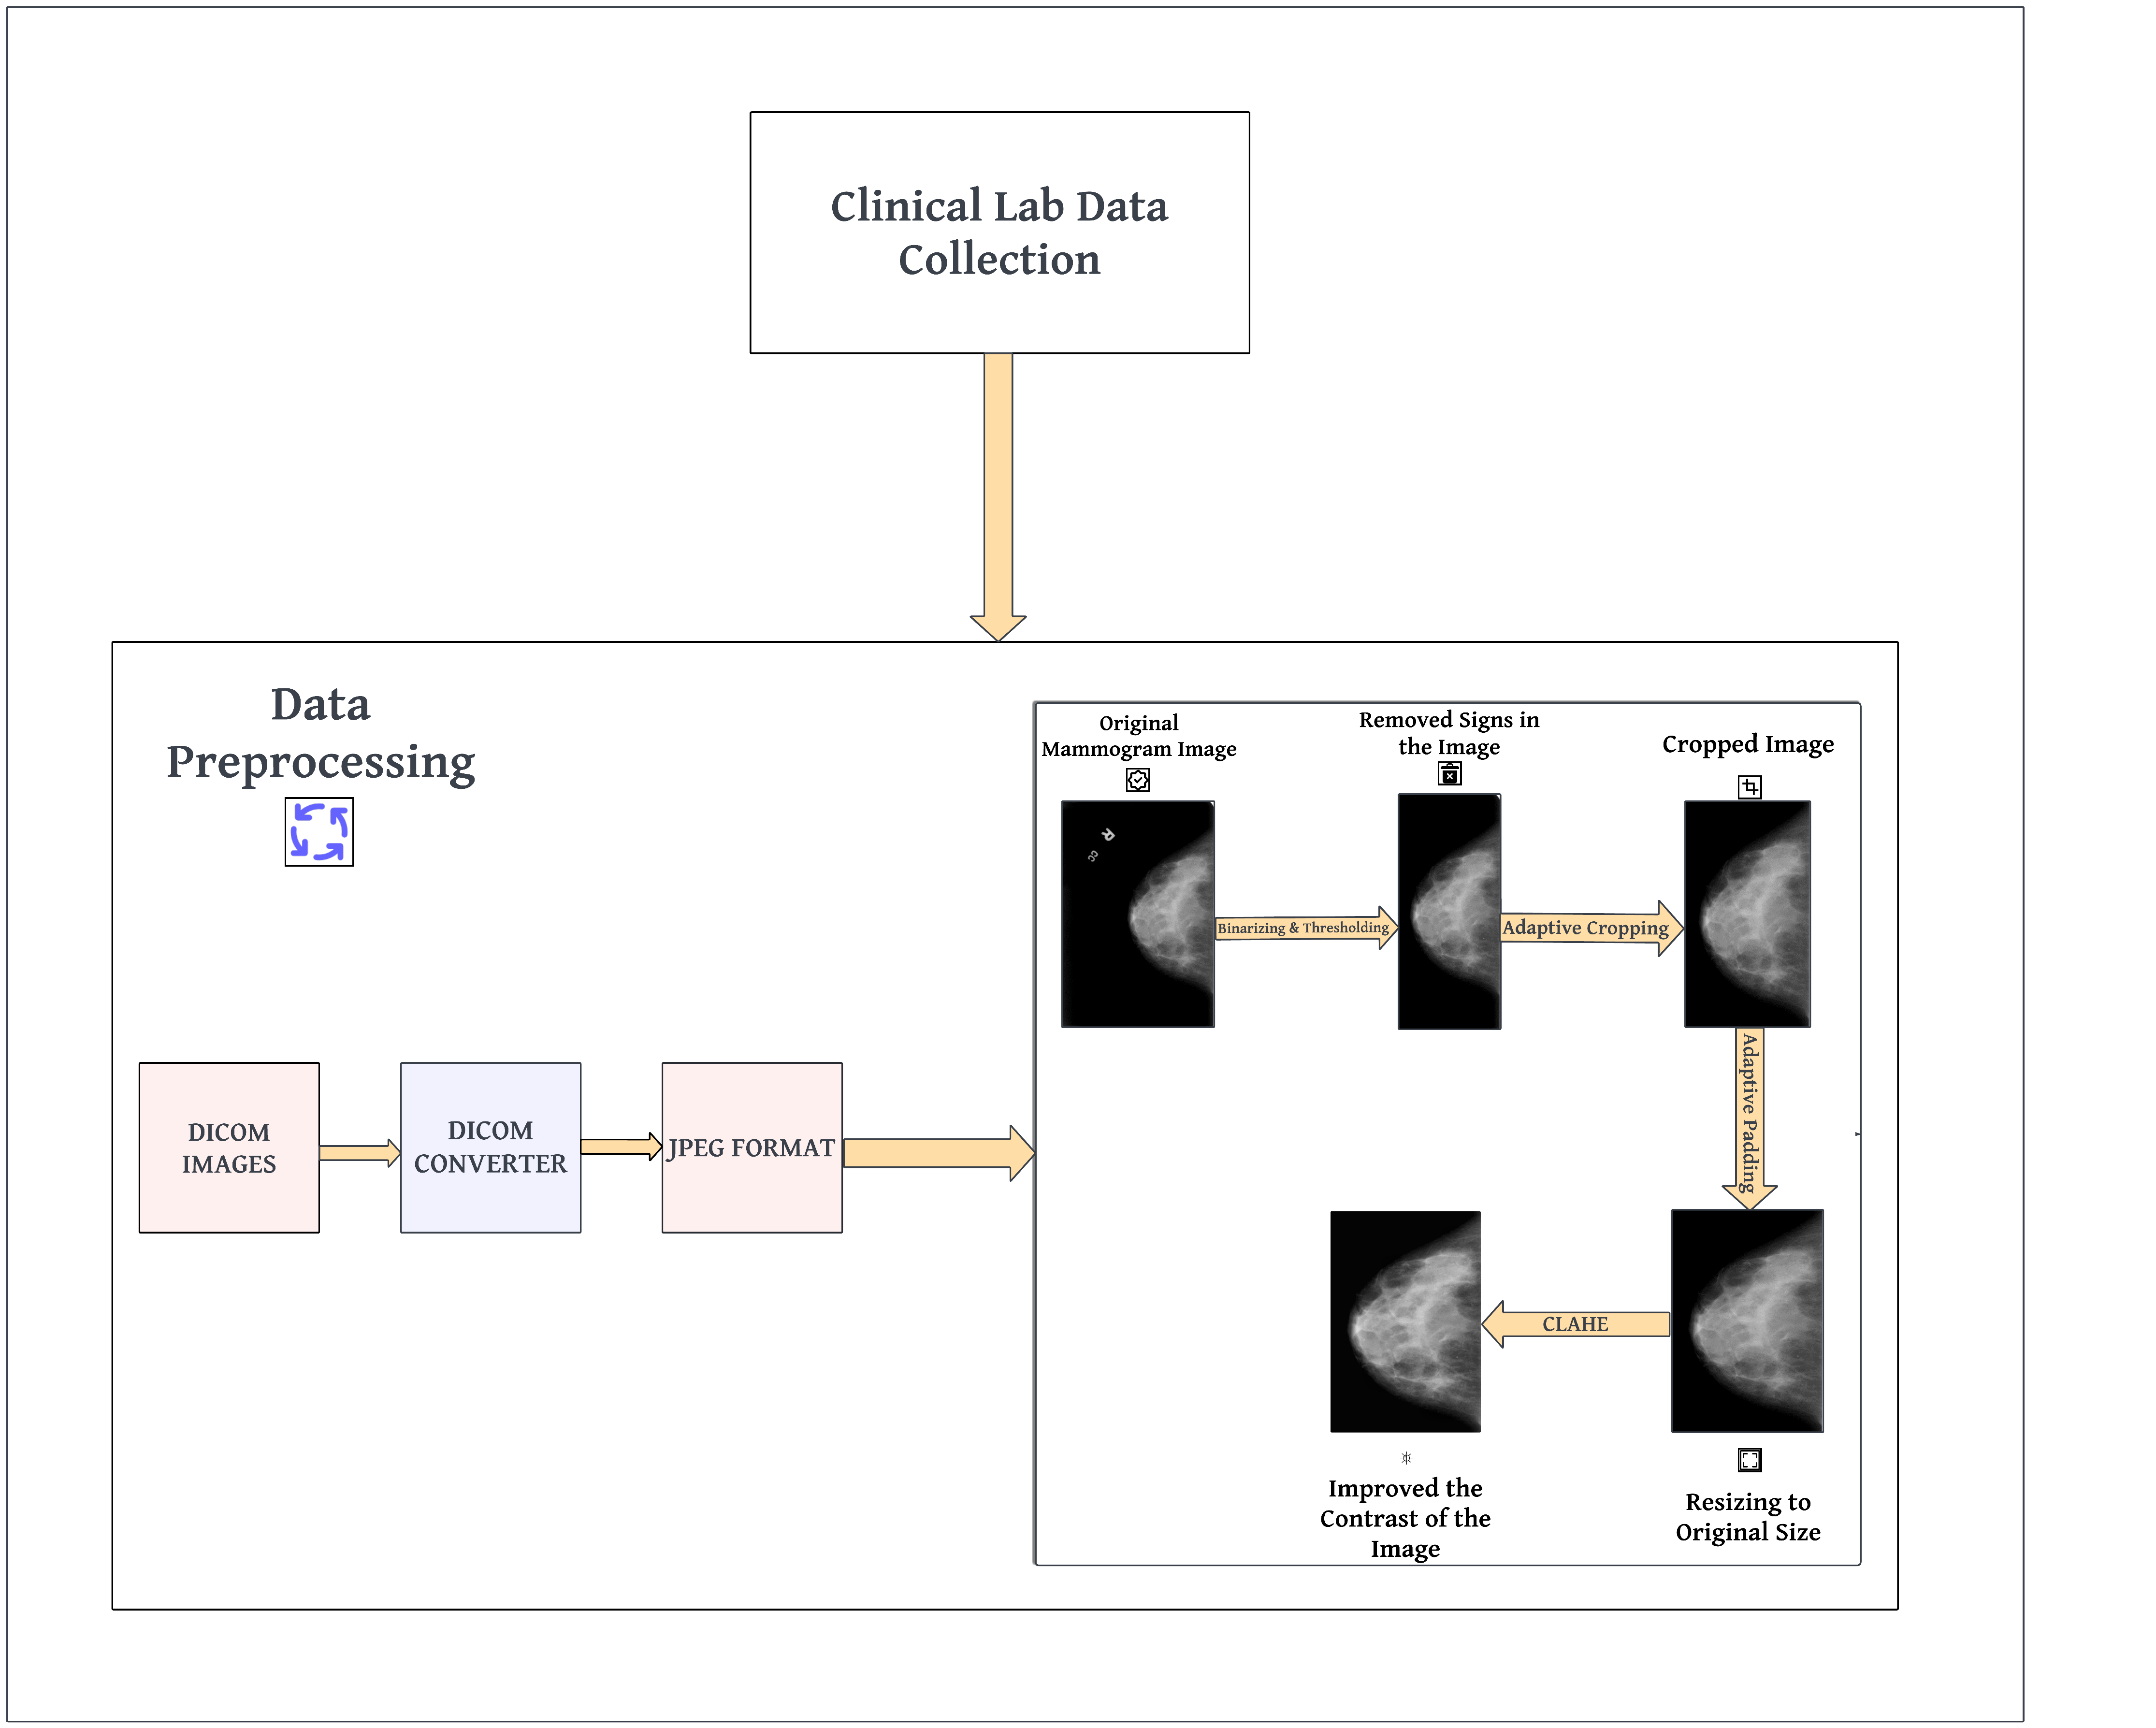 Clinical Lab Data
Collection
Data
Preprocessing
DICOM
IMAGES
DICOM
CONVERTER
JPEG FORMAT
Original
Mammogram Image
R
CC
Binarizing & Thresholding
Removed Signs in
the Image
Adaptive Cropping
Cropped Image
Adaptive Padding
Resizing to
Original Size
CLAHE
Improved the
Contrast of the
Image